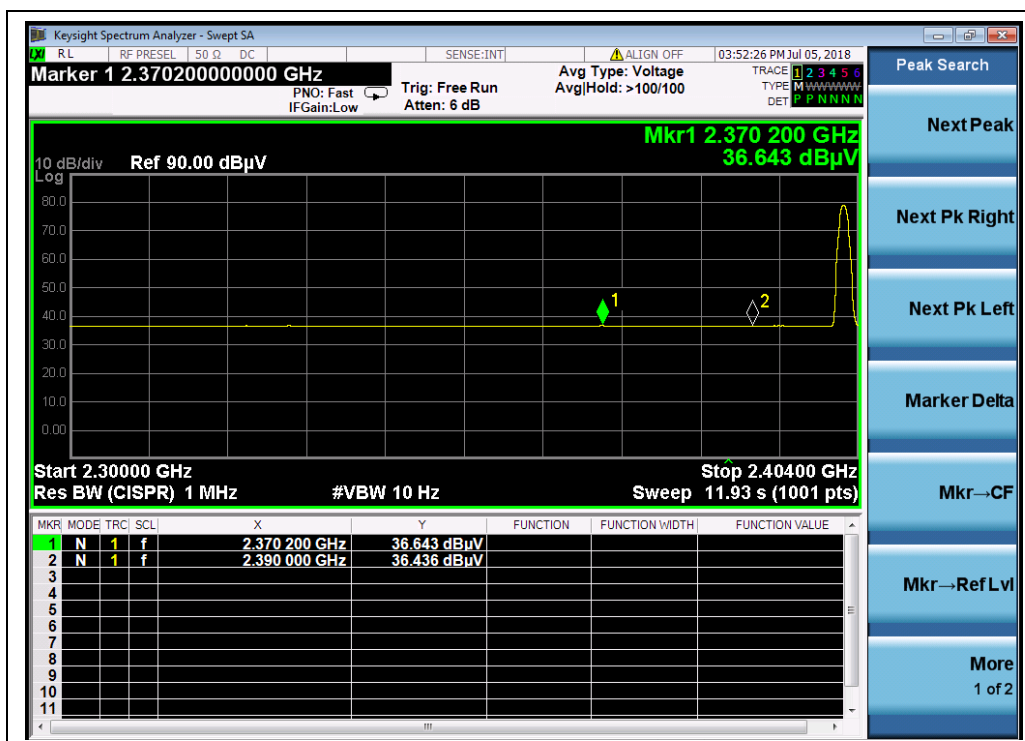 Keysight Spectrum Analyzer - Swept SA
LXI RL RF PRESEL 50 Ω DC SENSE:INT ALIGN OFF 03:52:26 PM Jul 05, 2018
Marker 1 2.370200000000 GHz
PNO: Fast
IFGain:Low
Trig: Free Run
Atten: 6 dB
Avg Type: Voltage
Avg|Hold: >100/100
TRACE 1 2 3 4 5 6
TYPE M WWWWW
DET P P N N N N
Mkr1 2.370 200 GHz
36.643 dBµV
10 dB/div Ref 90.00 dBµV
Log
80.0
70.0
60.0
50.0
40.0
30.0
20.0
10.0
0.00
1
2
Start 2.30000 GHz Stop 2.40400 GHz
Res BW (CISPR) 1 MHz #VBW 10 Hz Sweep 11.93 s (1001 pts)
MKR MODE TRC SCL X Y FUNCTION FUNCTION WIDTH FUNCTION VALUE
1 N 1 f 2.370 200 GHz 36.643 dBµV
2 N 1 f 2.390 000 GHz 36.436 dBµV
3
4
5
6
7
8
9
10
11
Peak Search
Next Peak
Next Pk Right
Next Pk Left
Marker Delta
Mkr→CF
Mkr→Ref Lvl
More
1 of 2